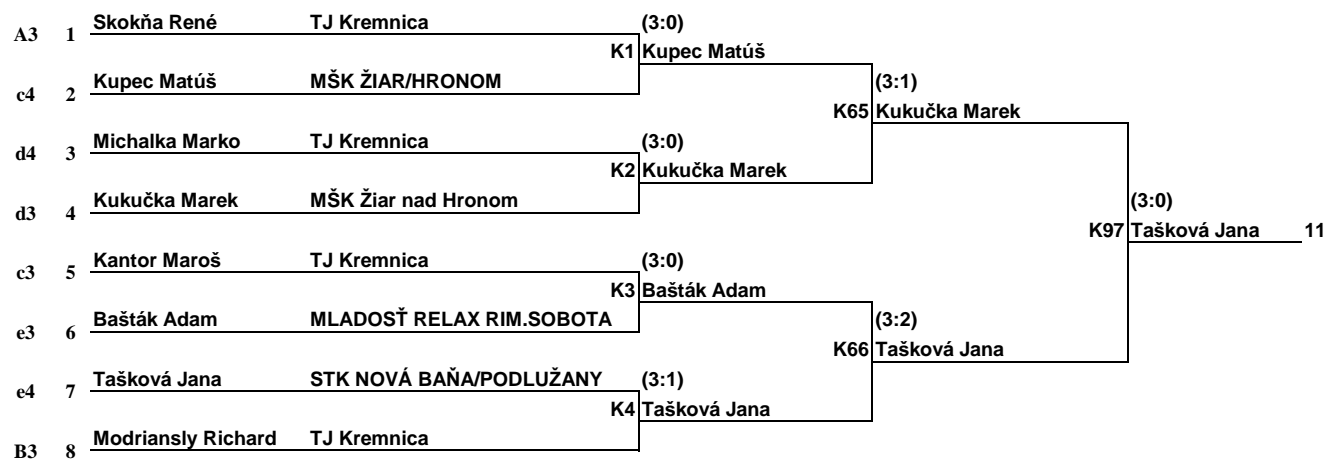 Skokňa René TJ Kremnica (3:0)
A3 1
K1 Kupec Matúš
Kupec Matúš MŠK ŽIAR/HRONOM (3:1)
c4 2
K65 Kukučka Marek
Michalka Marko TJ Kremnica (3:0)
d4 3
K2 Kukučka Marek
Kukučka Marek MŠK Žiar nad Hronom (3:0)
d3 4
K97 Tašková Jana 11
Kantor Maroš TJ Kremnica (3:0)
c3 5
K3 Bašták Adam
Bašták Adam MLADOSŤ RELAX RIM.SOBOTA (3:2)
e3 6
K66 Tašková Jana
Tašková Jana STK NOVÁ BAŇA/PODLUŽANY (3:1)
e4 7
K4 Tašková Jana
Modriansly Richard TJ Kremnica
B3 8